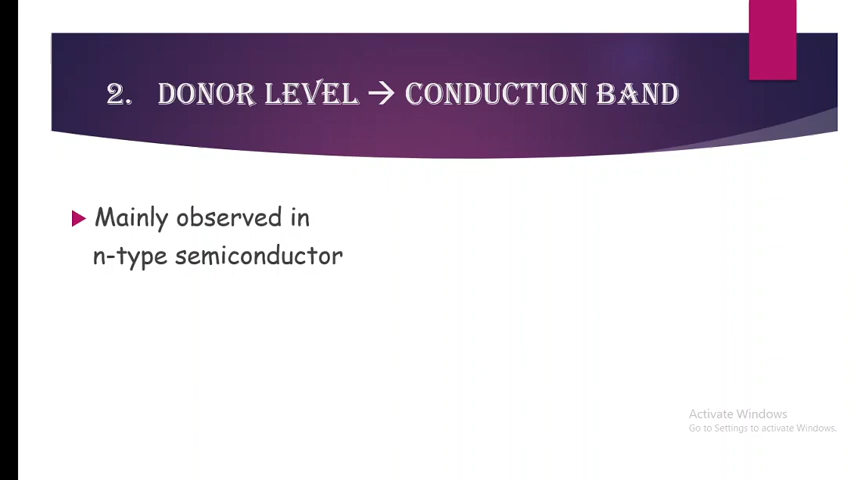 2. DONOR LEVEL → CONDUCTION BAND
Mainly observed in
n-type semiconductor
Activate Windows
Go to Settings to activate Windows.